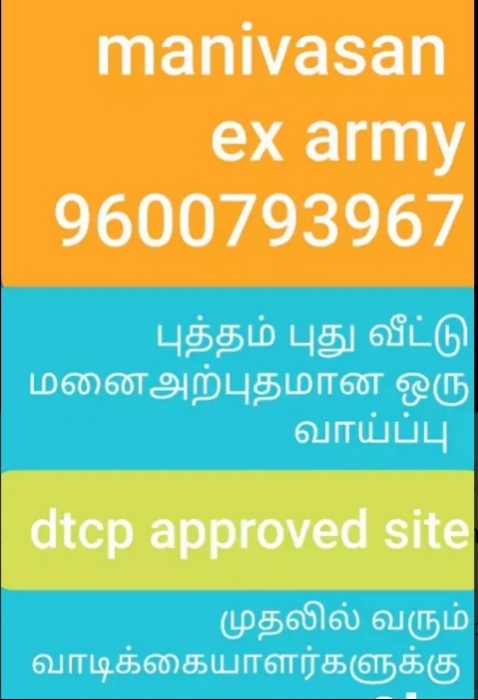 manivasan
ex army
9600793967
புத்தம் புது வீட்டு
மனைஅற்புதமான ஒரு
வாய்ப்பு
dtcp approved site
முதலில் வரும்
வாடிக்கையாளர்களுக்கு